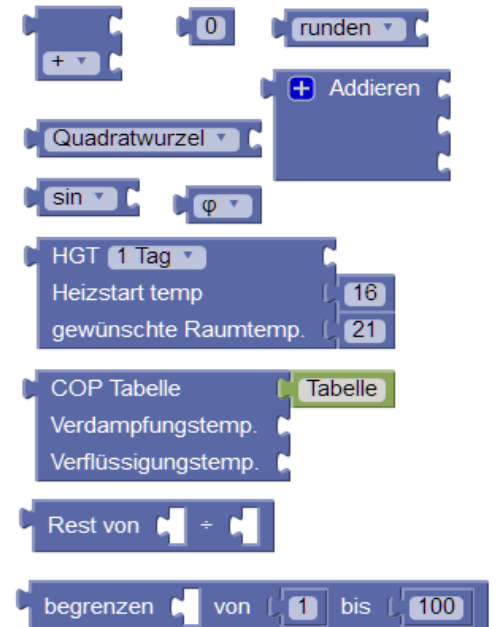 +
0
runden
Addieren
Quadratwurzel
sin
φ
HGT 1 Tag
Heizstart temp 16
gewünschte Raumtemp. 21
COP Tabelle Tabelle
Verdampfungstemp.
Verflüssigungstemp.
Rest von ÷
begrenzen von 1 bis 100